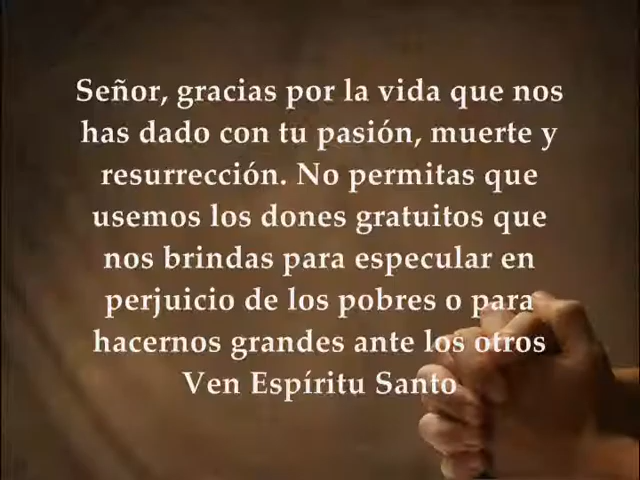 Señor, gracias por la vida que nos
has dado con tu pasión, muerte y
resurrección. No permitas que
usemos los dones gratuitos que
nos brindas para especular en
perjuicio de los pobres o para
hacernos grandes ante los otros
Ven Espíritu Santo